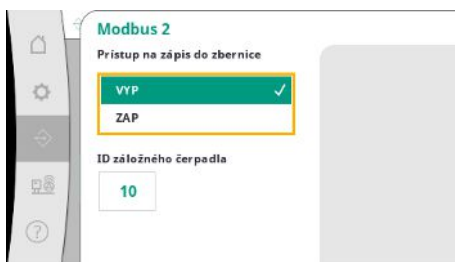 Modbus 2
Prístup na zápis do zbernice
VYP
ZAP
ID záložného čerpadla
10